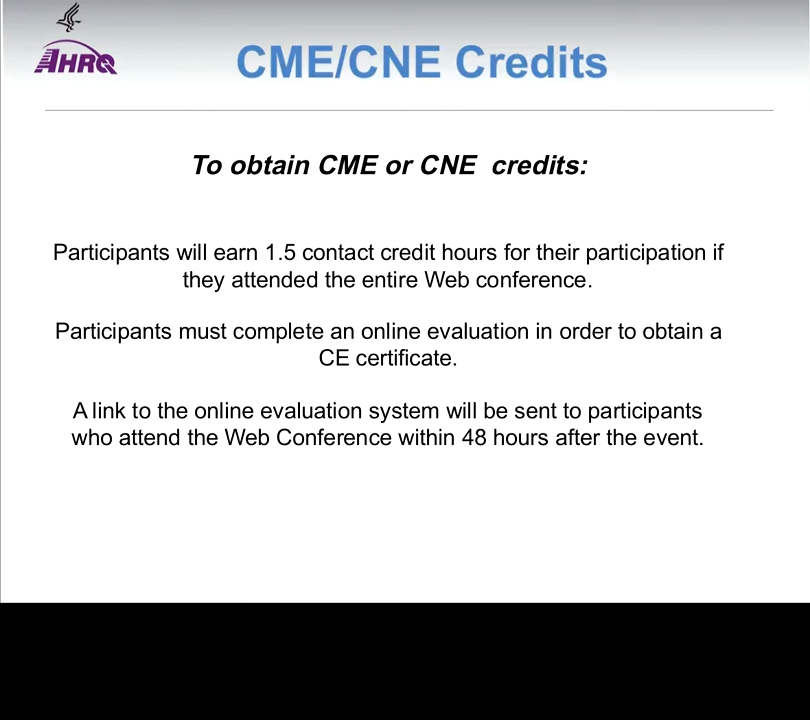 AHRQ
CME/CNE Credits
To obtain CME or CNE credits:
Participants will earn 1.5 contact credit hours for their participation if
they attended the entire Web conference.
Participants must complete an online evaluation in order to obtain a
CE certificate.
A link to the online evaluation system will be sent to participants
who attend the Web Conference within 48 hours after the event.